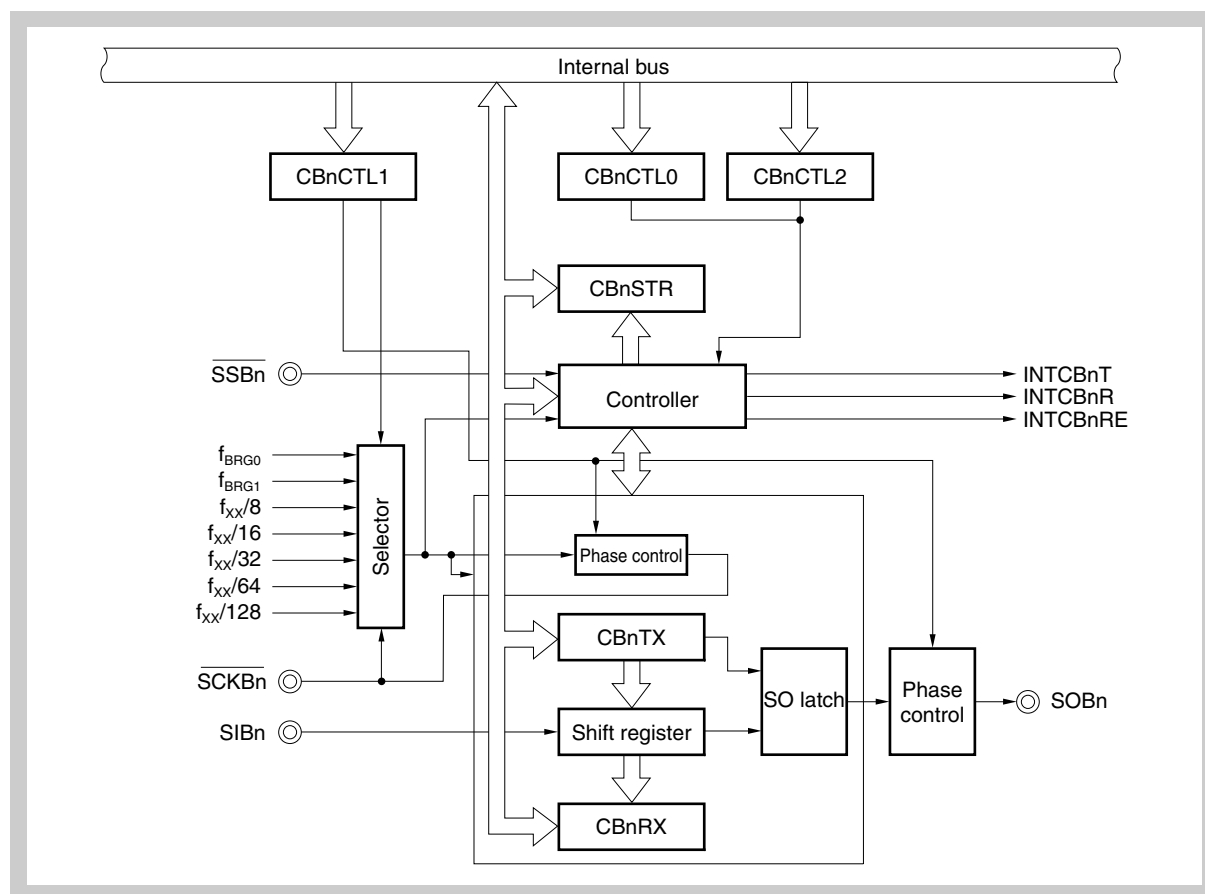 Internal bus
CBnCTL1
CBnCTL0
CBnCTL2
CBnSTR
SSBn
Controller
INTCBnT
INTCBnR
INTCBnRE
fBRG0
fBRG1
fXX/8
fXX/16
fXX/32
fXX/64
fXX/128
Selector
Phase control
CBnTX
SCKBn
SO latch
Phase
control
SOBn
SIBn
Shift register
CBnRX